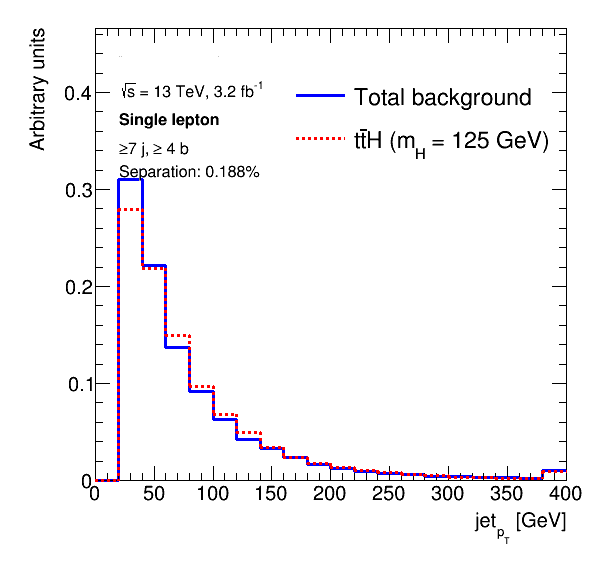 Arbitrary units
0.4
0.3
0.2
0.1
0
√s = 13 TeV, 3.2 fb⁻¹
Single lepton
≥7 j, ≥ 4 b
Separation: 0.188%
Total background
tt̄H (m_H = 125 GeV)
0 50 100 150 200 250 300 350 400
jet_p_T [GeV]